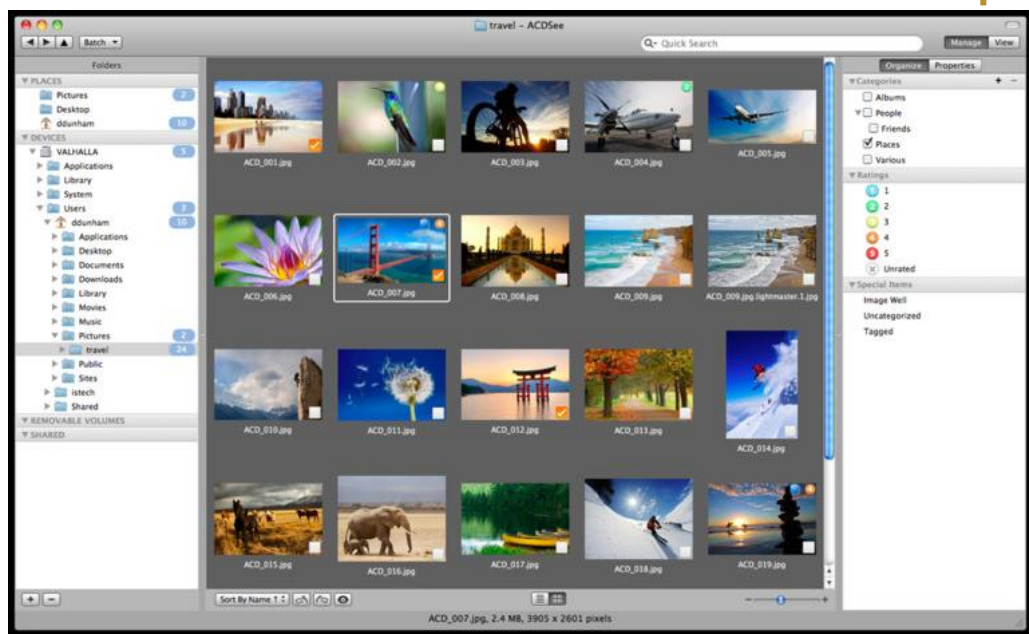 travel – ACDSee
Batch
Quick Search
Manage View
Folders
PLACES
Pictures 2
Desktop
ddunham 10
DEVICES
VALHALLA 5
Applications
Library
System
Users 3
ddunham 10
Applications
Desktop
Documents
Downloads
Library
Movies
Music
Pictures 2
travel 24
Public
Sites
istech
Shared
REMOVABLE VOLUMES
SHARED
ACD_001.jpg ACD_002.jpg ACD_003.jpg ACD_004.jpg ACD_005.jpg
ACD_006.jpg ACD_007.jpg ACD_008.jpg ACD_009.jpg ACD_009.jpg.lightmaster.1.jpg
ACD_010.jpg ACD_011.jpg ACD_012.jpg ACD_013.jpg ACD_014.jpg
ACD_015.jpg ACD_016.jpg ACD_017.jpg ACD_018.jpg ACD_019.jpg
Organize Properties
Categories + −
Albums
People
Friends
Places
Various
Ratings
1 1
2 2
3 3
4 4
5 5
Unrated
Special Items
Image Well
Uncategorized
Tagged
Sort By Name
ACD_007.jpg, 2.4 MB, 3905 x 2601 pixels